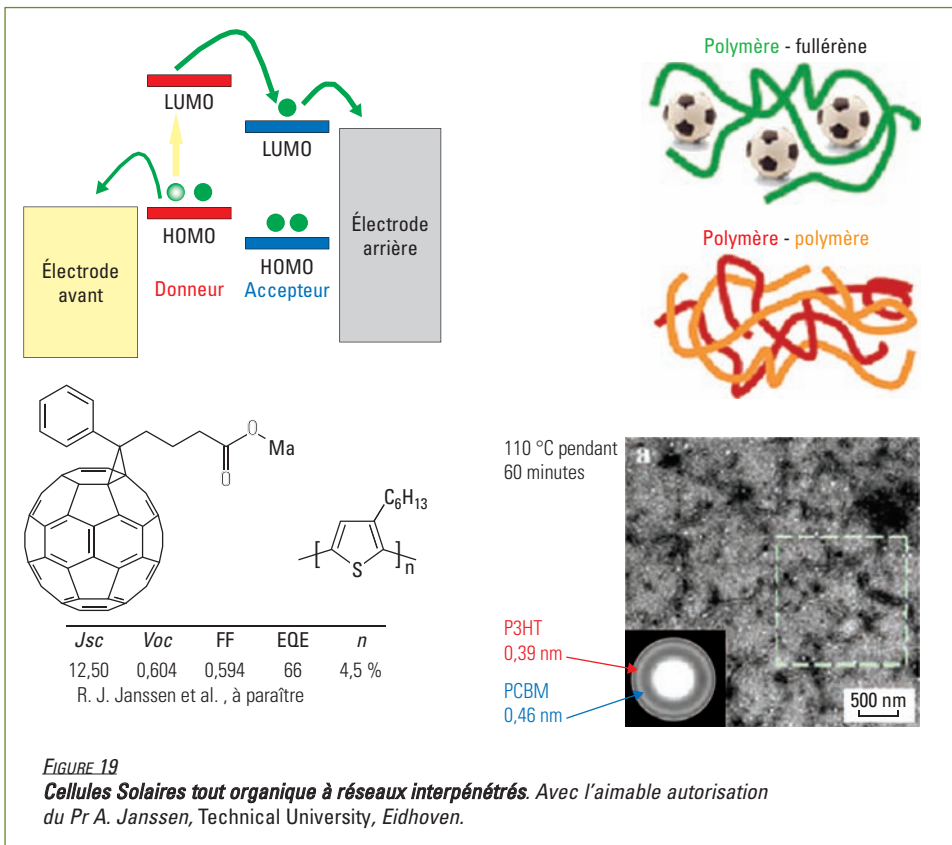 LUMO
LUMO
HOMO
HOMO
Donneur
Accepteur
Électrode
avant
Électrode
arrière
Polymère - fullérène
Polymère - polymère
O
Ma
O
C6H13
S
n
Jsc Voc FF EQE n
12,50 0,604 0,594 66 4,5 %
R. J. Janssen et al. , à paraître
110 °C pendant
60 minutes
a
P3HT
0,39 nm
PCBM
0,46 nm
500 nm
FIGURE 19
Cellules Solaires tout organique à réseaux interpénétrés. Avec l'aimable autorisation
du Pr A. Janssen, Technical University, Eidhoven.